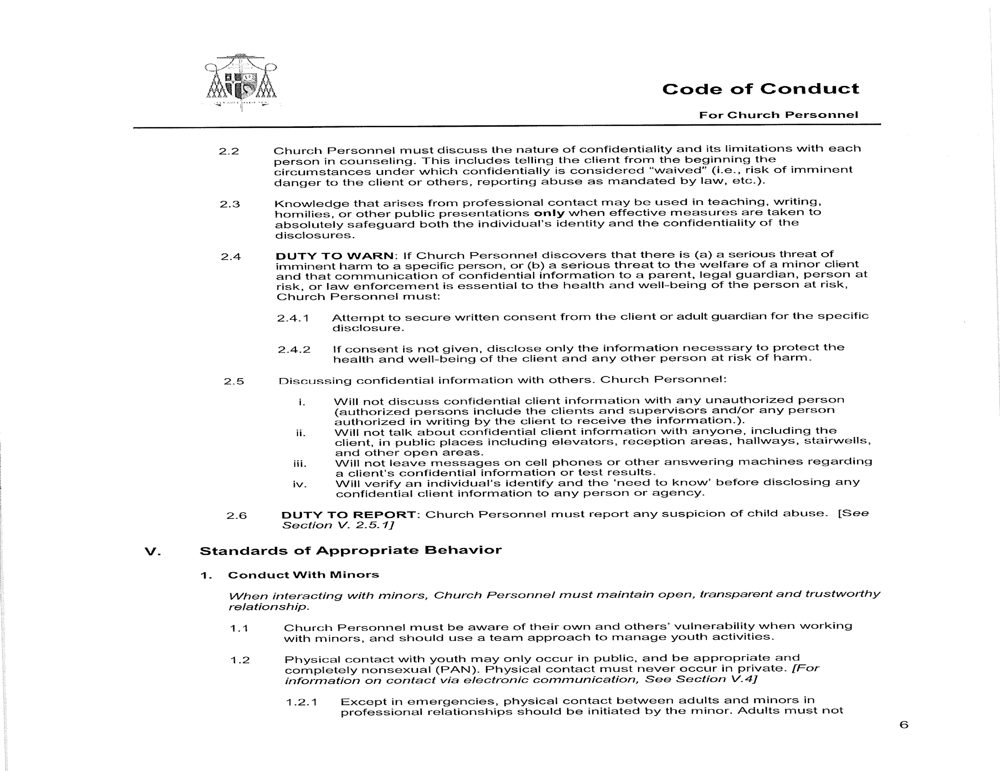 Code of Conduct
For Church Personnel
2.2 Church Personnel must discuss the nature of confidentiality and its limitations with each
person in counseling. This includes telling the client from the beginning the
circumstances under which confidentially is considered "waived" (i.e., risk of imminent
danger to the client or others, reporting abuse as mandated by law, etc.).
2.3 Knowledge that arises from professional contact may be used in teaching, writing,
homilies, or other public presentations only when effective measures are taken to
absolutely safeguard both the individual's identity and the confidentiality of the
disclosures.
2.4 DUTY TO WARN: If Church Personnel discovers that there is (a) a serious threat of
imminent harm to a specific person, or (b) a serious threat to the welfare of a minor client
and that communication of confidential information to a parent, legal guardian, person at
risk, or law enforcement is essential to the health and well-being of the person at risk,
Church Personnel must:
2.4.1 Attempt to secure written consent from the client or adult guardian for the specific
disclosure.
2.4.2 If consent is not given, disclose only the information necessary to protect the
health and well-being of the client and any other person at risk of harm.
2.5 Discussing confidential information with others. Church Personnel:
i. Will not discuss confidential client information with any unauthorized person
(authorized persons include the clients and supervisors and/or any person
authorized in writing by the client to receive the information.).
ii. Will not talk about confidential client information with anyone, including the
client, in public places including elevators, reception areas, hallways, stairwells,
and other open areas.
iii. Will not leave messages on cell phones or other answering machines regarding
a client's confidential information or test results.
iv. Will verify an individual's identify and the 'need to know' before disclosing any
confidential client information to any person or agency.
2.6 DUTY TO REPORT: Church Personnel must report any suspicion of child abuse. [See
Section V. 2.5.1]
V. Standards of Appropriate Behavior
1. Conduct With Minors
When interacting with minors, Church Personnel must maintain open, transparent and trustworthy
relationship.
1.1 Church Personnel must be aware of their own and others' vulnerability when working
with minors, and should use a team approach to manage youth activities.
1.2 Physical contact with youth may only occur in public, and be appropriate and
completely nonsexual (PAN). Physical contact must never occur in private. [For
information on contact via electronic communication, See Section V.4]
1.2.1 Except in emergencies, physical contact between adults and minors in
professional relationships should be initiated by the minor. Adults must not
6